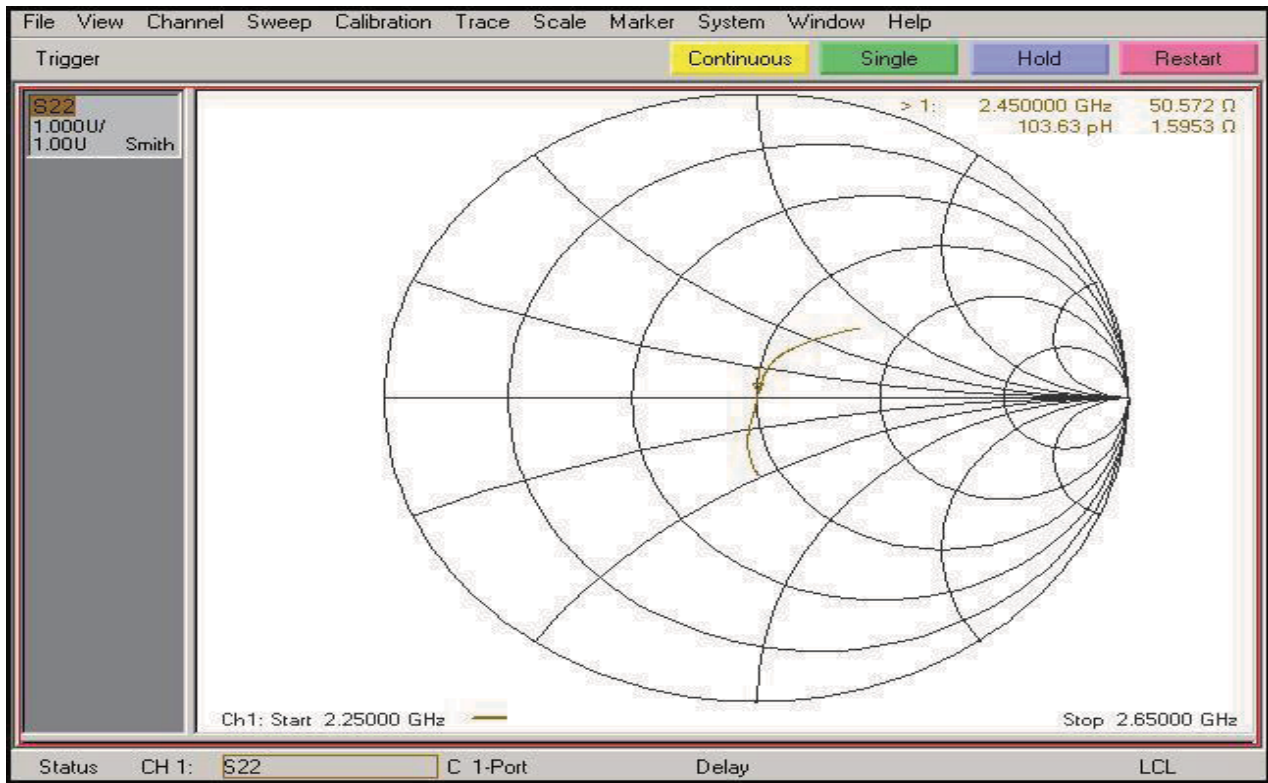 File View Channel Sweep Calibration Trace Scale Marker System Window Help
Trigger Continuous Single Hold Restart
S22
1.000U/
1.00U Smith
> 1: 2.450000 GHz 50.572 Ω
103.63 pH 1.5953 Ω
Ch1: Start 2.25000 GHz Stop 2.65000 GHz
Status CH 1: S22 C 1-Port Delay LCL